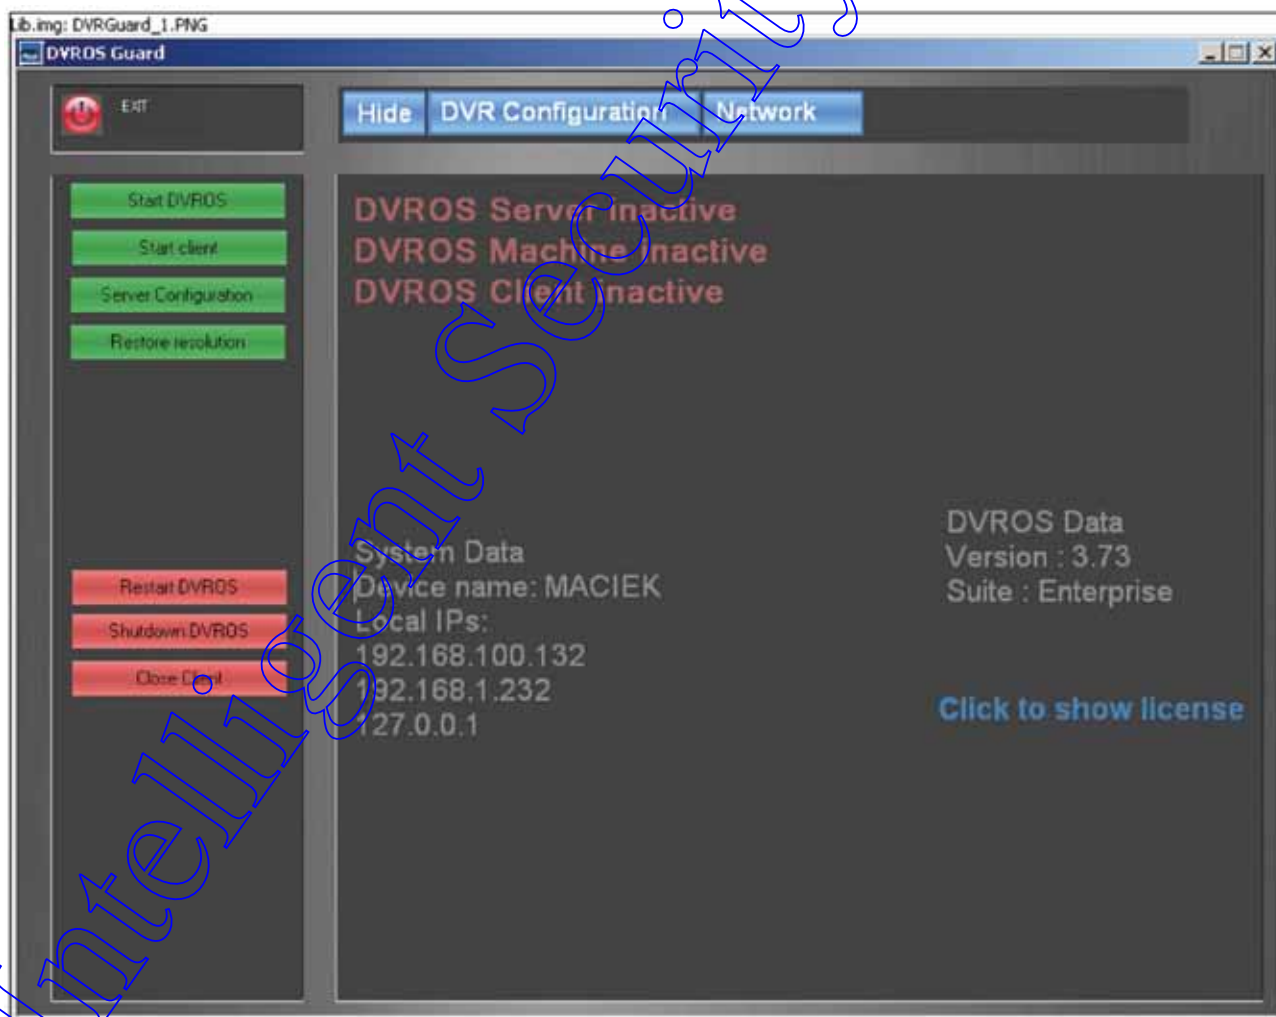 Lib.img: DVRGuard_1.PNG
DVROS Guard
EXIT
Hide DVR Configuration Network
Start DVROS
Start client
Server Configuration
Restore resolution
Restart DVROS
Shutdown DVROS
Close Client
DVROS Server inactive
DVROS Machine inactive
DVROS Client inactive
System Data
Device name: MACIEK
Local IPs:
192.168.100.132
192.168.1.232
127.0.0.1
DVROS Data
Version : 3.73
Suite : Enterprise
Click to show license
Intelligent Security